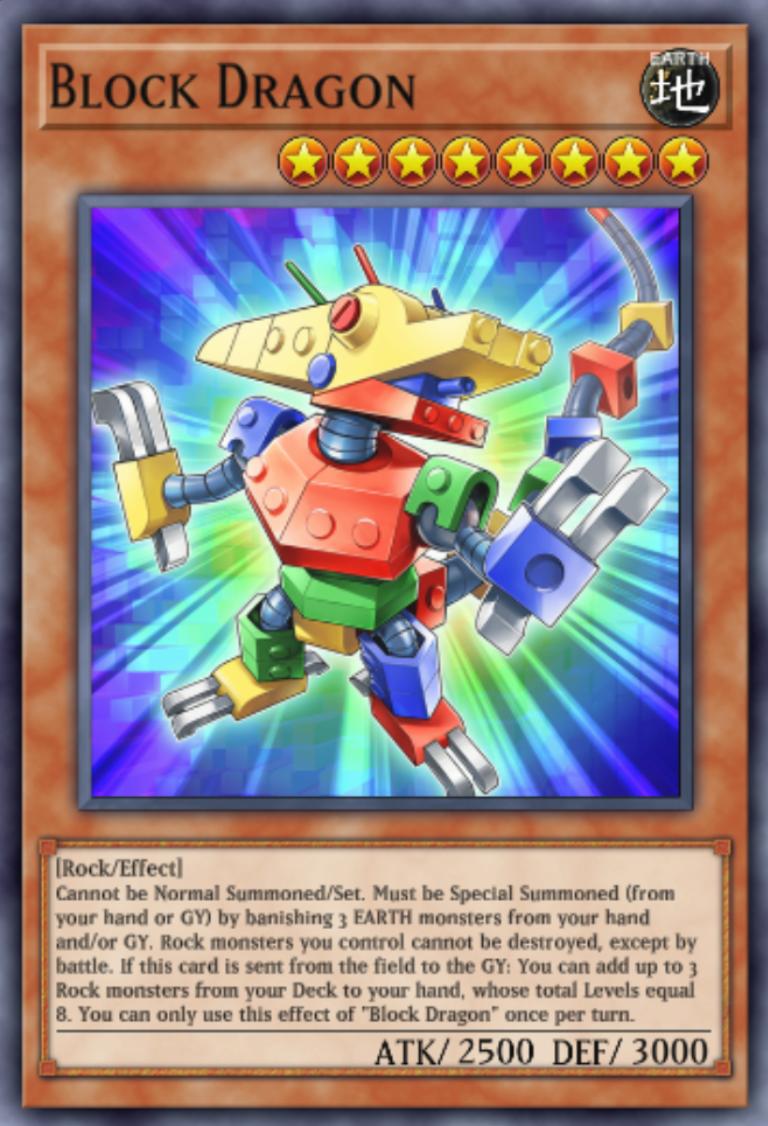 BLOCK DRAGON
EARTH
地
[Rock/Effect]
Cannot be Normal Summoned/Set. Must be Special Summoned (from
your hand or GY) by banishing 3 EARTH monsters from your hand
and/or GY. Rock monsters you control cannot be destroyed, except by
battle. If this card is sent from the field to the GY: You can add up to 3
Rock monsters from your Deck to your hand, whose total Levels equal
8. You can only use this effect of "Block Dragon" once per turn.
ATK/ 2500 DEF/ 3000